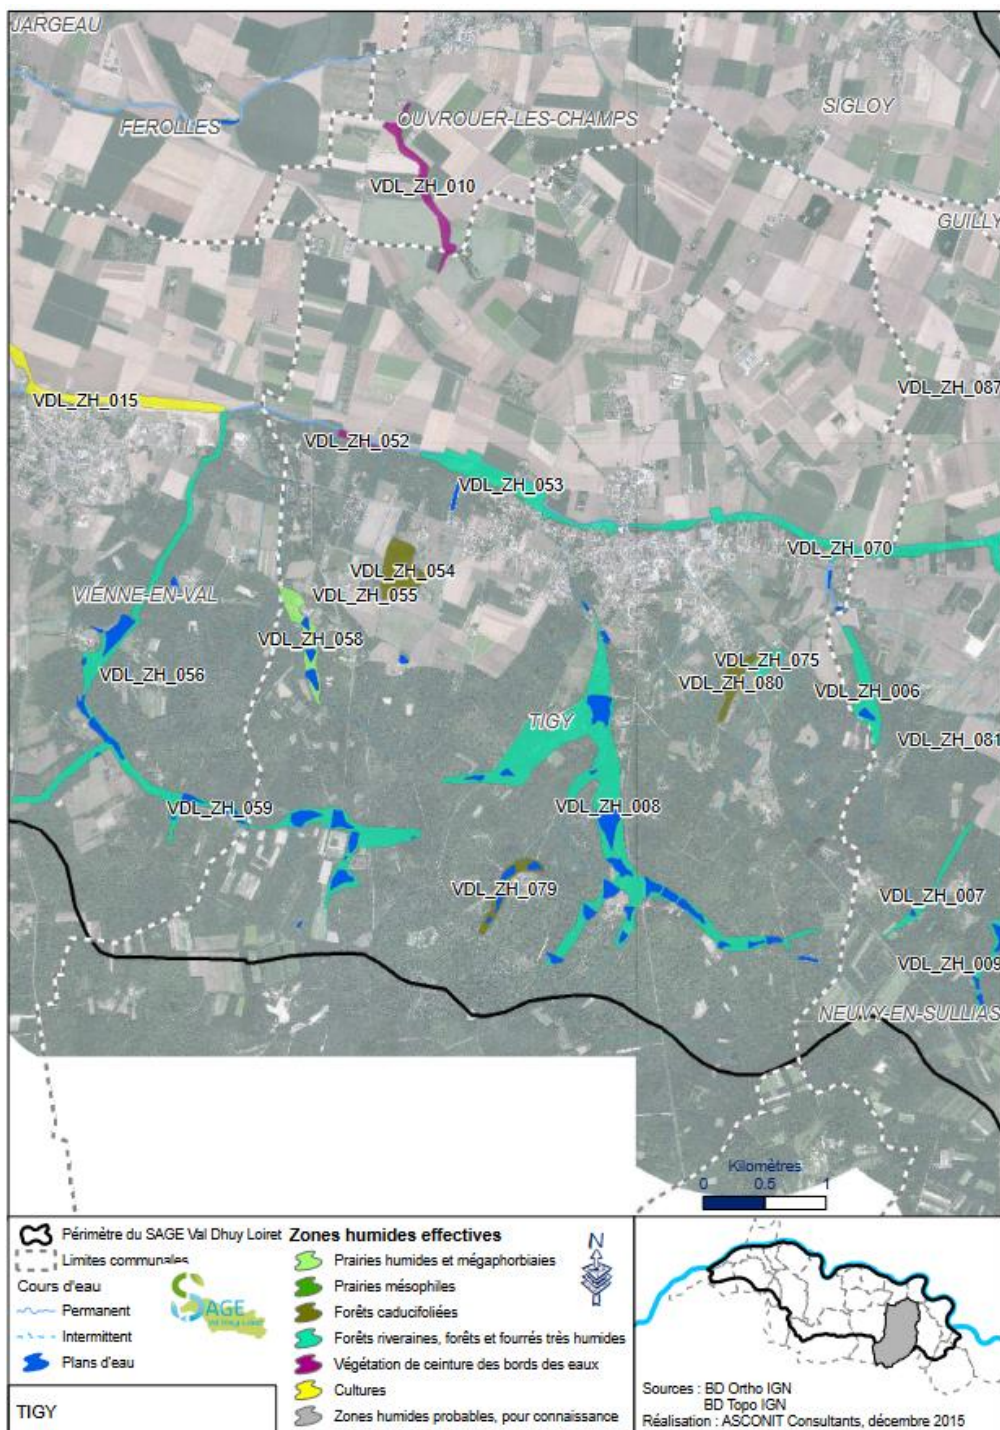 JARGEAU
FEROLLES
OUVROUER-LES-CHAMPS
SIGLOY
VDL_ZH_010
GUILLY
VDL_ZH_087
VDL_ZH_015
VDL_ZH_052
VDL_ZH_053
VDL_ZH_070
VDL_ZH_054
VDL_ZH_055
VIENNE-EN-VAL
VDL_ZH_058
VDL_ZH_075
VDL_ZH_056
VDL_ZH_080
VDL_ZH_006
TIGY
VDL_ZH_081
VDL_ZH_059
VDL_ZH_008
VDL_ZH_079
VDL_ZH_007
VDL_ZH_009
NEUVY-EN-SULLIAS
Kilomètres
0 0.5 1
Périmètre du SAGE Val Dhuy Loiret
Limites communales
Cours d'eau
Permanent
Intermittent
Plans d'eau
SAGE
Val Dhuy Loiret
TIGY
Zones humides effectives
Prairies humides et mégaphorbiaies
Prairies mésophiles
Forêts caducifoliées
Forêts riveraines, forêts et fourrés très humides
Végétation de ceinture des bords des eaux
Cultures
Zones humides probables, pour connaissance
N
Sources : BD Ortho IGN
BD Topo IGN
Réalisation : ASCONIT Consultants, décembre 2015